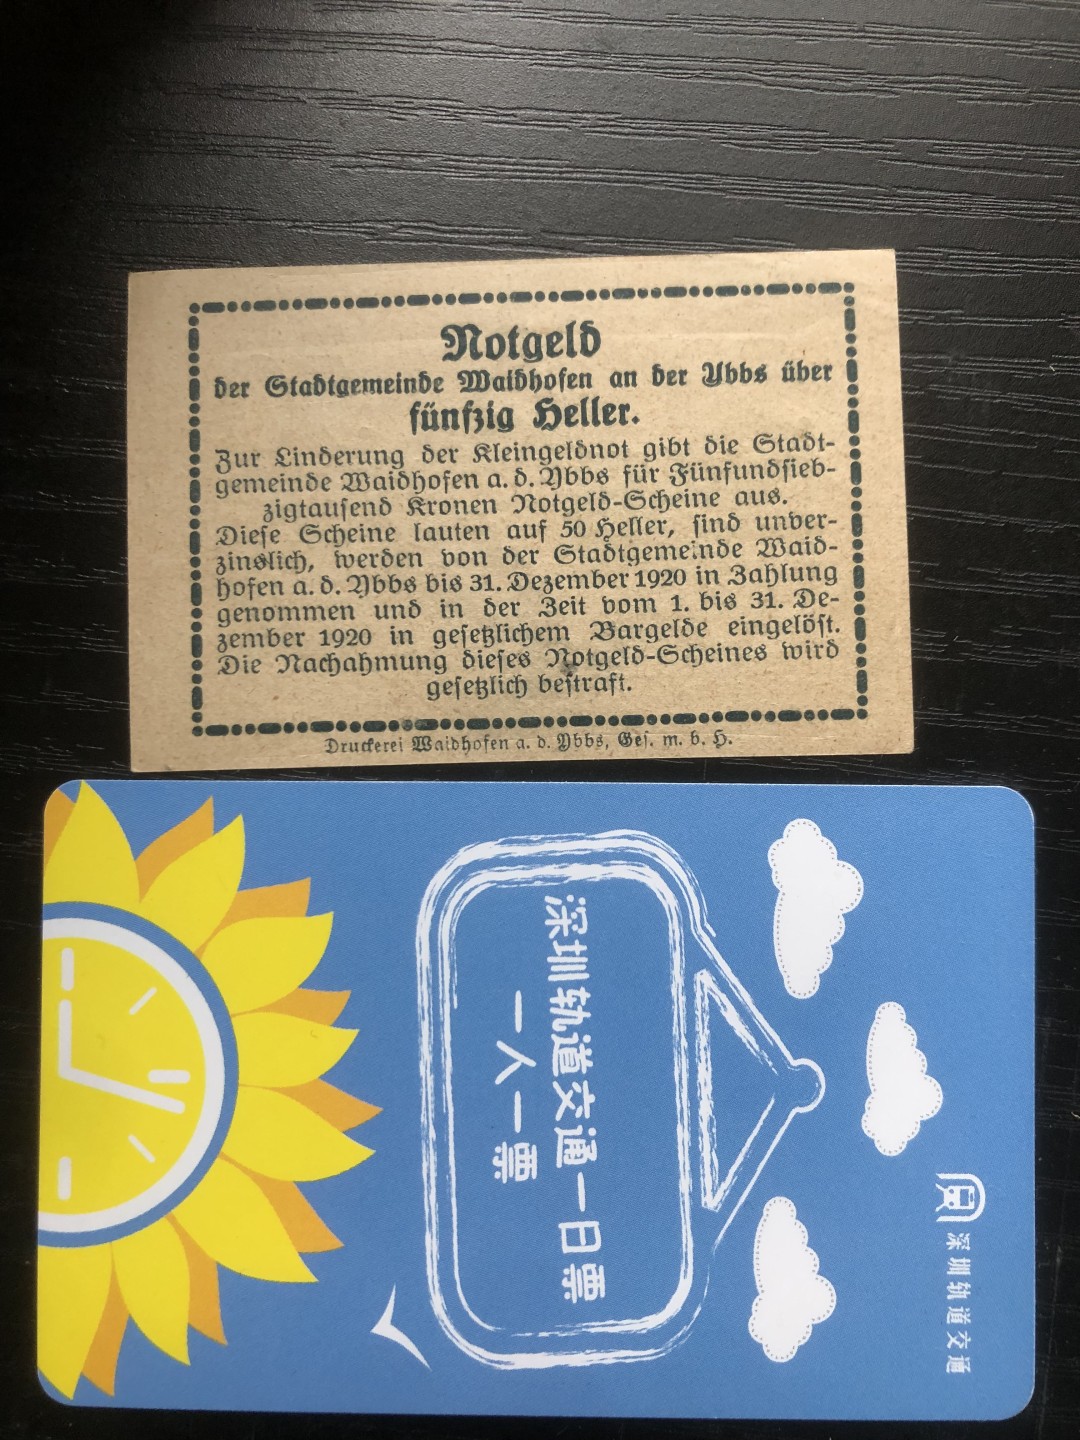 Notgeld
der Stadtgemeinde Waidhofen an der Ybbs über
fünfzig Heller.
Zur Linderung der Kleingeldnot gibt die Stadt-
gemeinde Waidhofen a. d. Ybbs für Fünfundsieb-
zigtausend Kronen Notgeld-Scheine aus.
Diese Scheine lauten auf 50 Heller, sind unver-
zinslich, werden von der Stadtgemeinde Waid-
hofen a. d. Ybbs bis 31. Dezember 1920 in Zahlung
genommen und in der Zeit vom 1. bis 31. De-
zember 1920 in gesetzlichem Bargelde eingelöst.
Die Nachahmung dieses Notgeld-Scheines wird
gesetzlich bestraft.
Druckerei Waidhofen a. d. Ybbs, Ges. m. b. H.
深圳轨道交通
深圳轨道交通一日票
一人一票